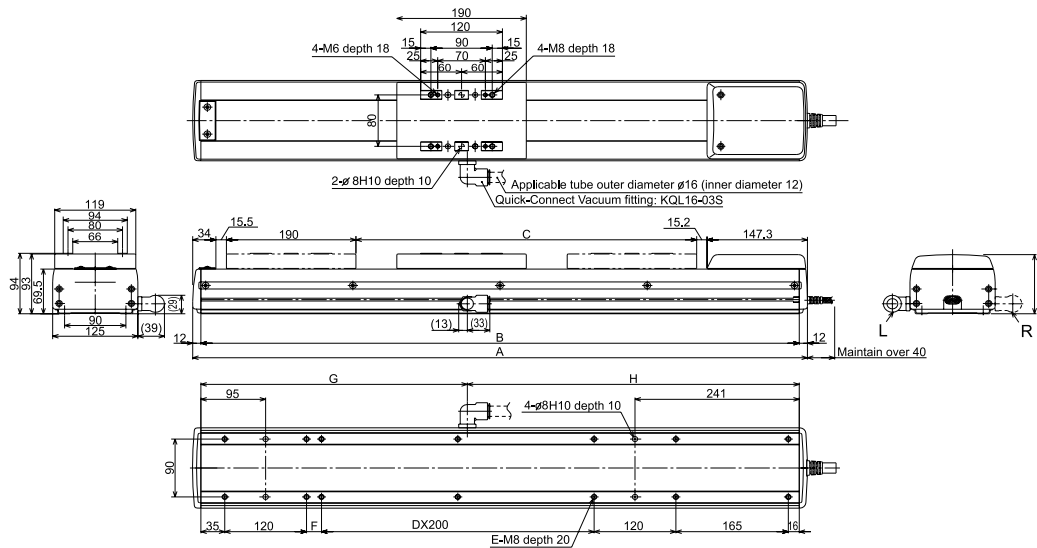 190
120
15 90 15
4-M6 depth 18
4-M8 depth 18
25 70 25
60 60
80
2-ø 8H10 depth 10
Applicable tube outer diameter ø16 (inner diameter 12)
Quick-Connect Vacuum fitting: KQL16-03S
119
94
80
66
34 15.5 190 C 15.2 147.3
94
93
69.5
(29)
90
125 (39)
(13) (33)
L R
12 B 12
A
Maintain over 40
G H
95 241
4-ø8H10 depth 10
90
35 120 F DX200 120 165 16
E-M8 depth 20